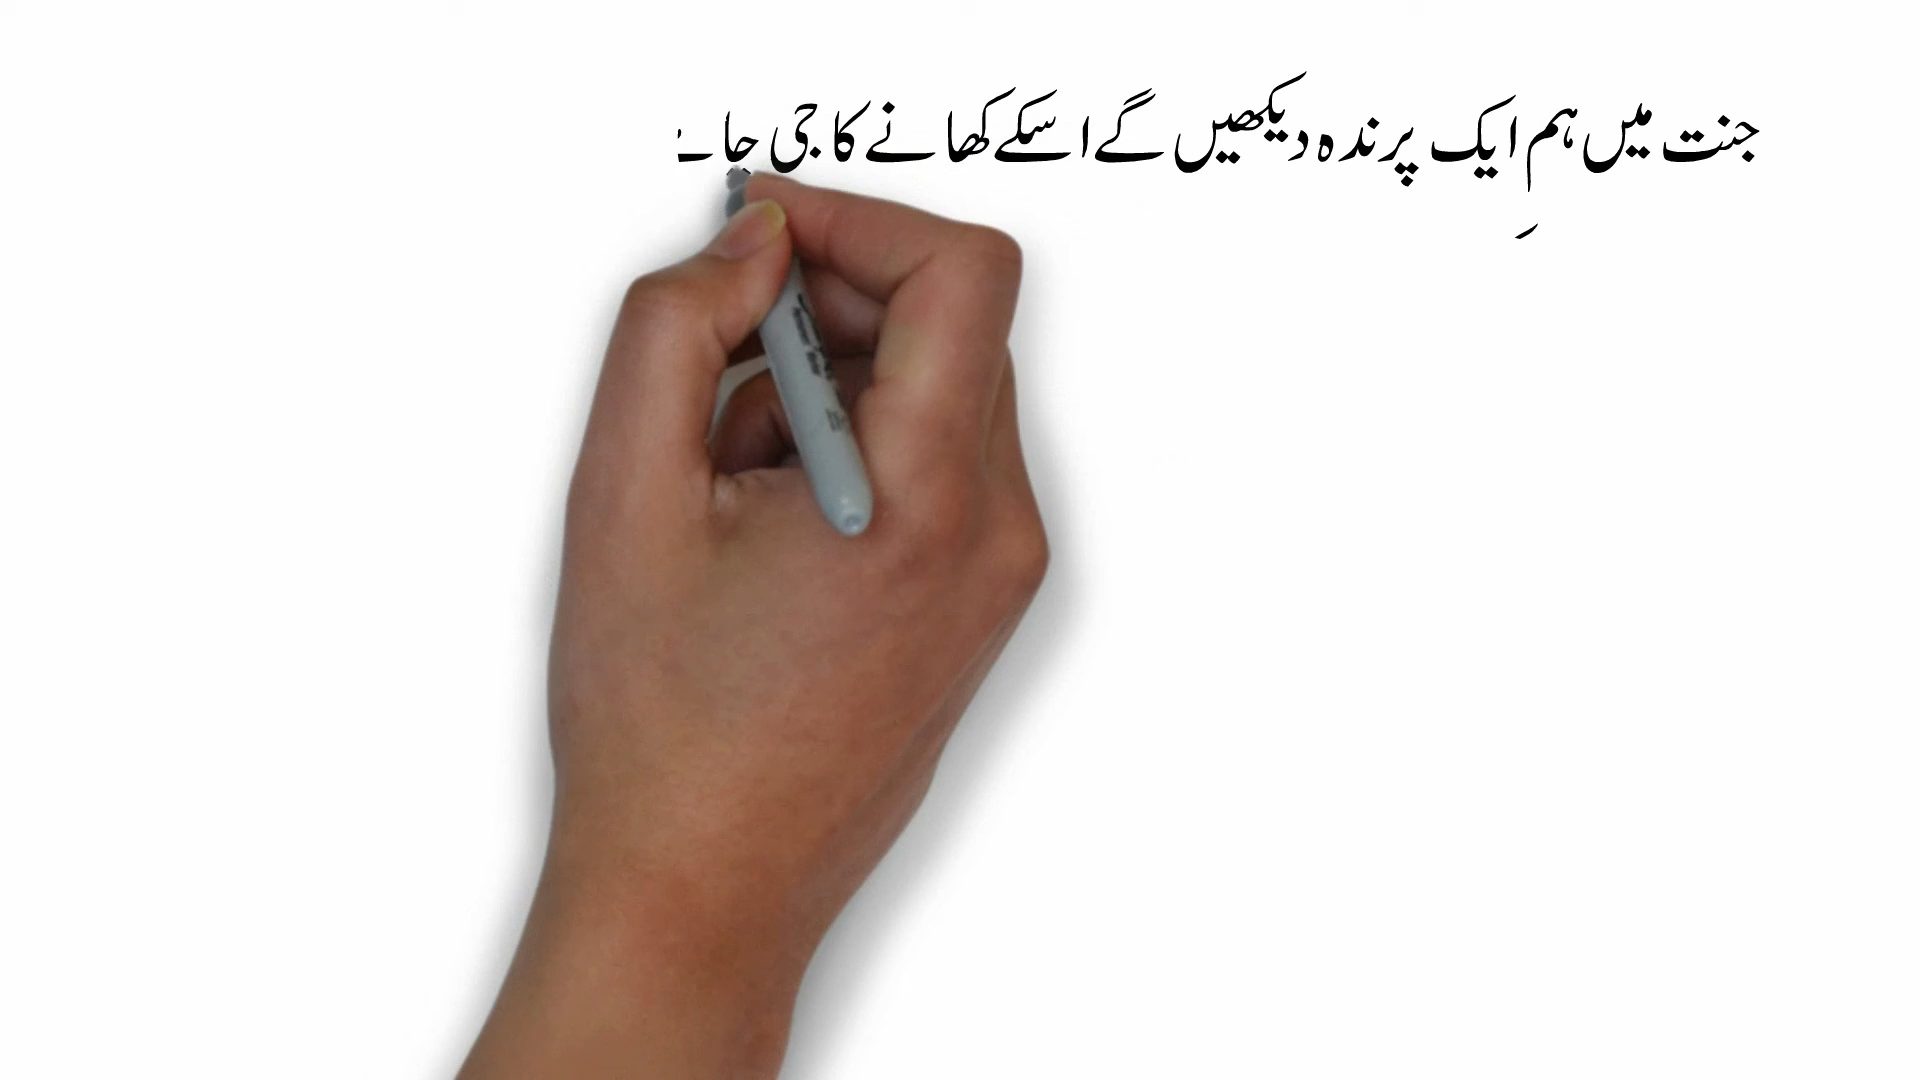 جنت میں ہم ایک پرندہ دیکھیں گے اسکے کھانے کا جی